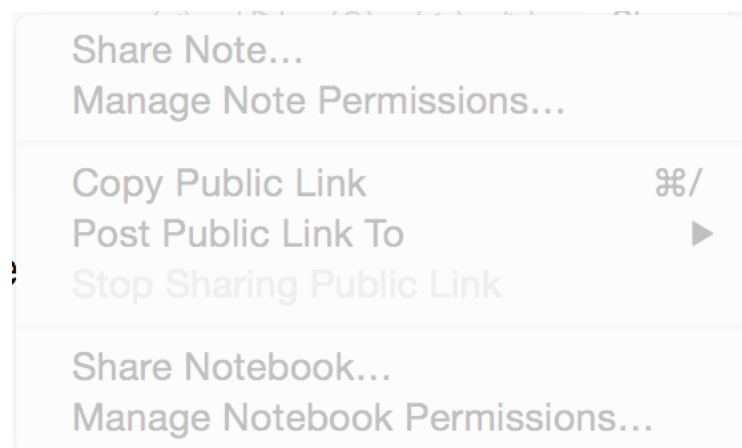 Share Note...
Manage Note Permissions...
Copy Public Link ⌘/
Post Public Link To ▶
Stop Sharing Public Link
Share Notebook...
Manage Notebook Permissions...